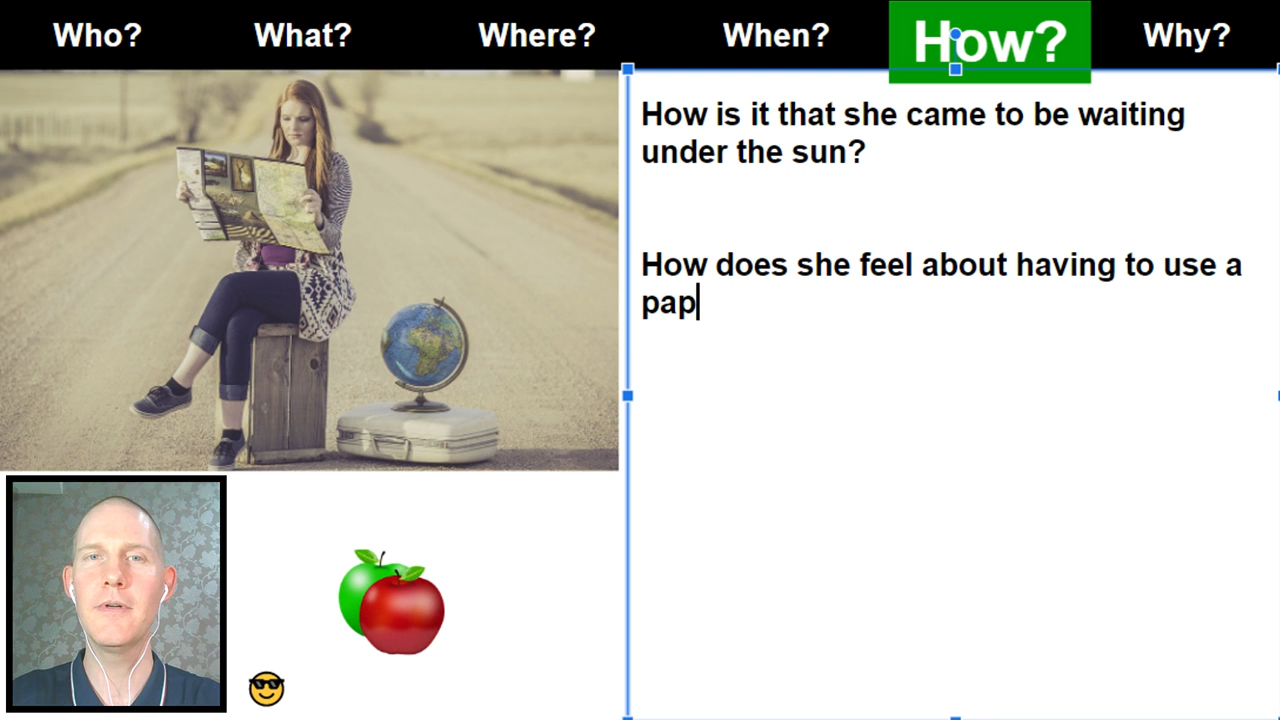 Who? What? Where? When? How? Why?
How is it that she came to be waiting
under the sun?
How does she feel about having to use a
pap